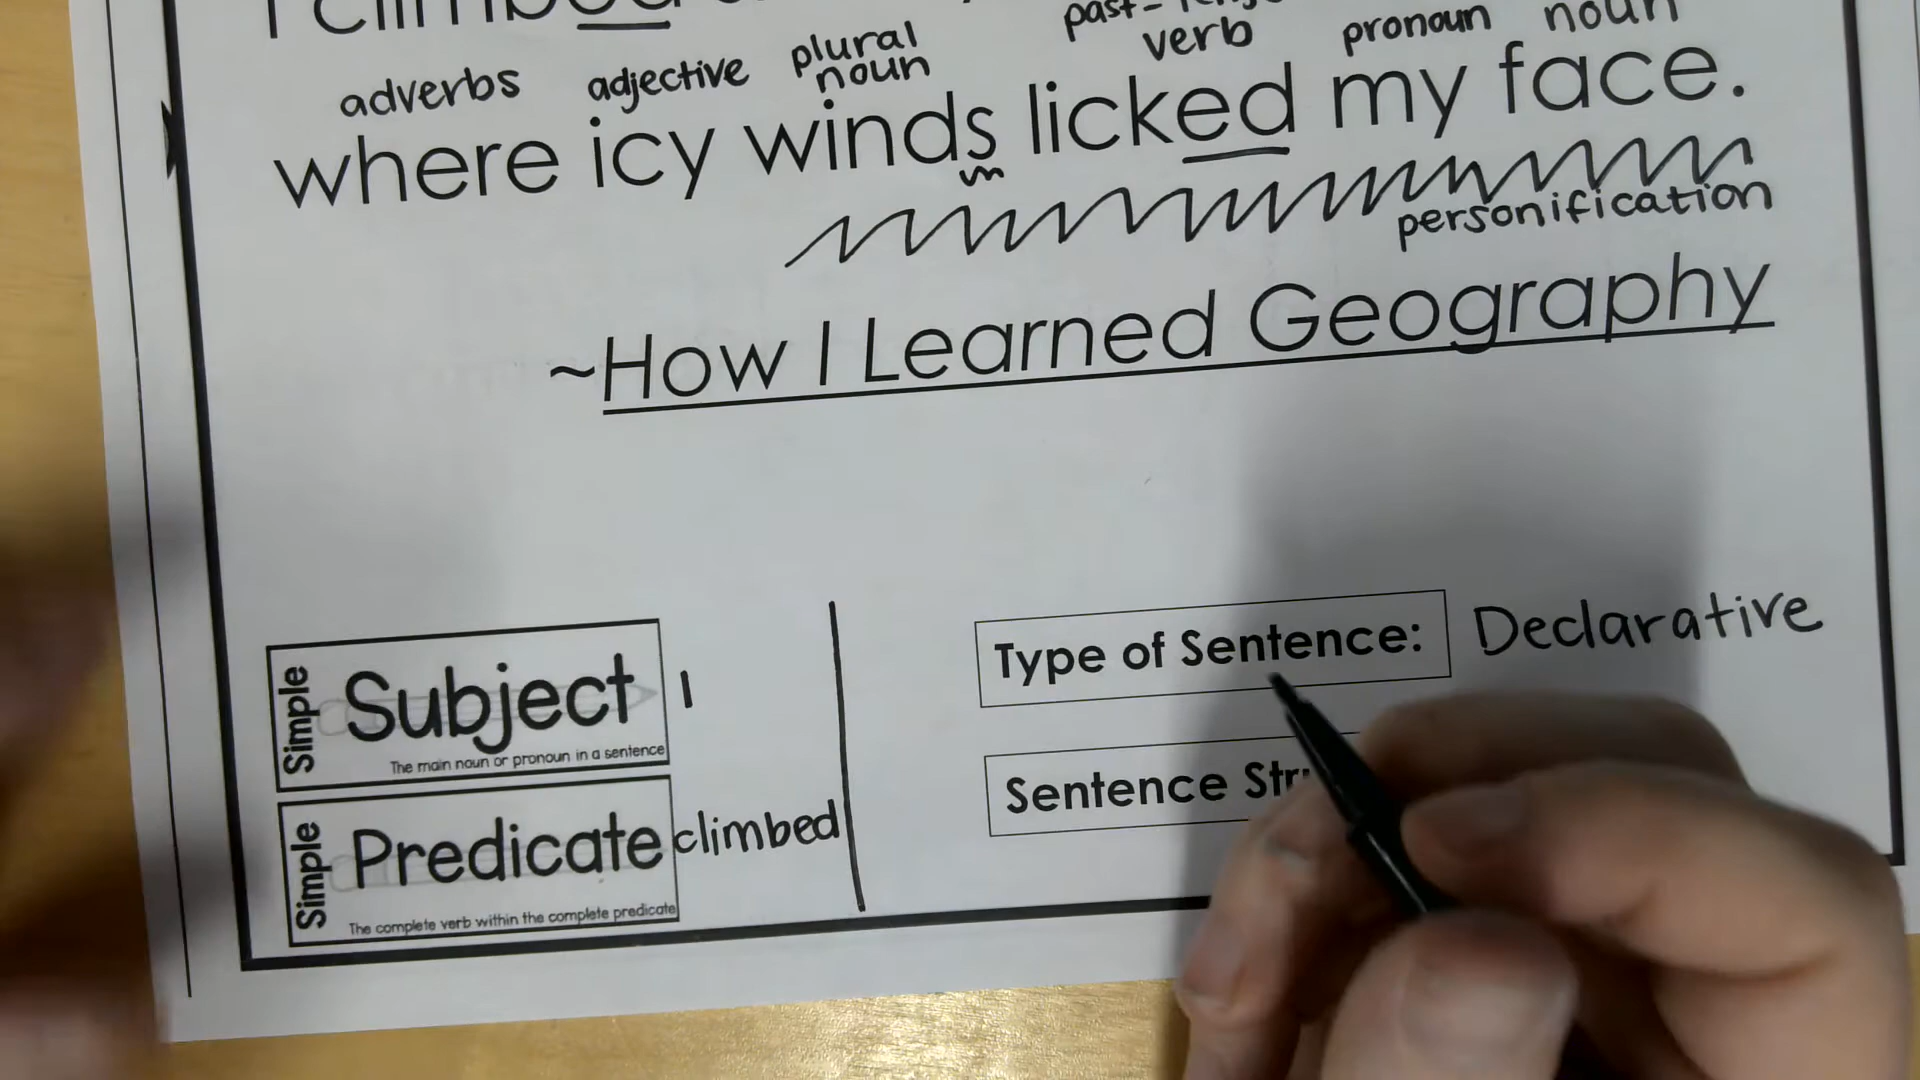 I climbed
past-
adverbs adjective plural noun verb pronoun noun
where icy winds licked my face.
personification
~How I Learned Geography
Simple Subject I
The main noun or pronoun in a sentence
Simple Predicate climbed
The complete verb within the complete predicate
Type of Sentence: Declarative
Sentence